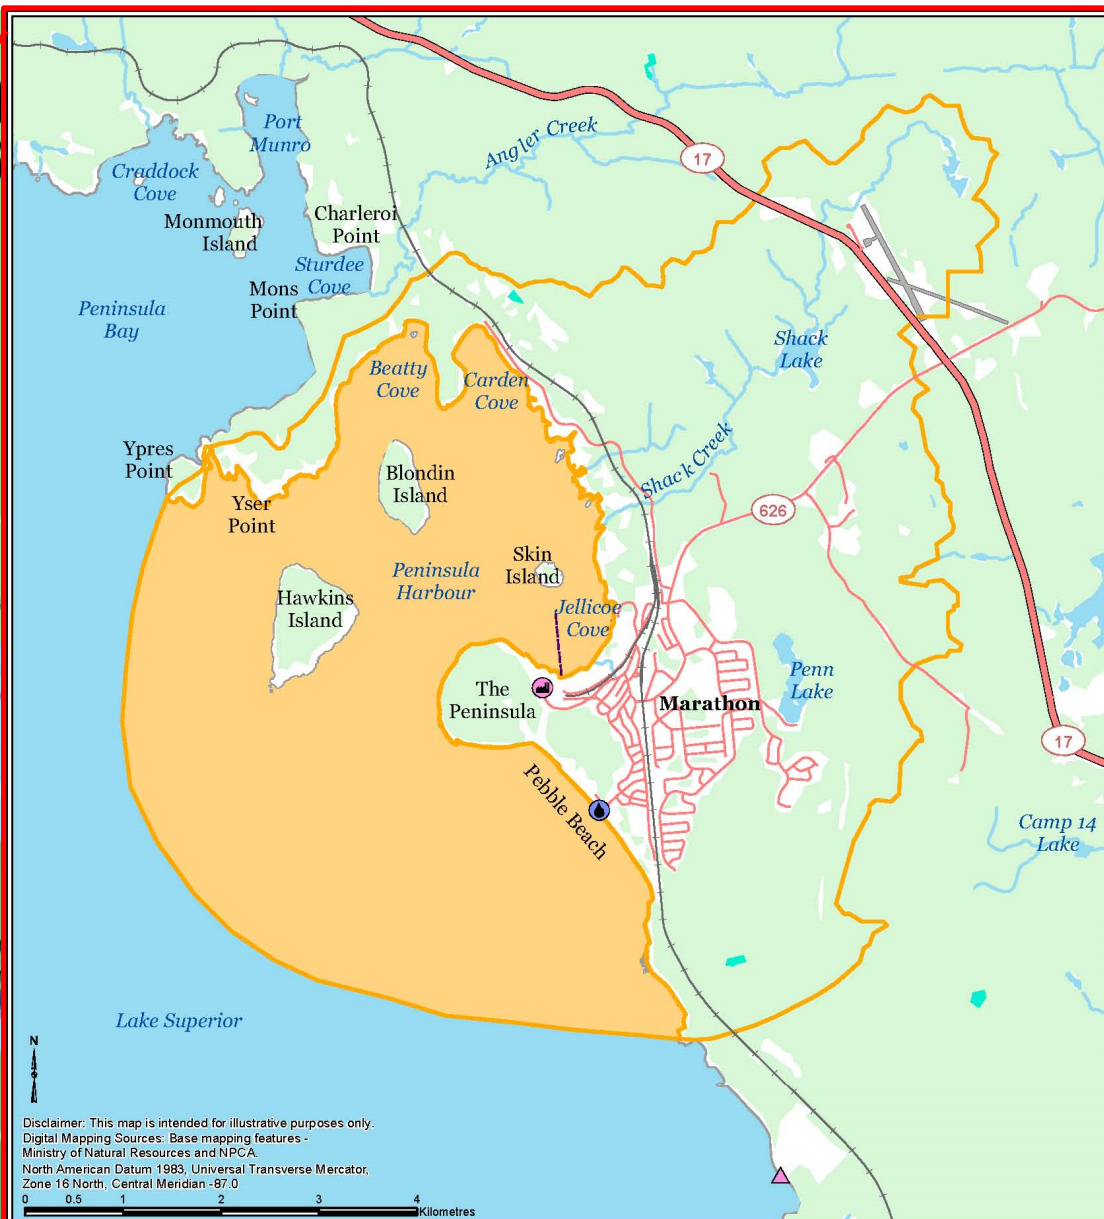 Port
Munro
Craddock
Cove
Angler Creek
17
Monmouth
Island
Charleroi
Point
Sturdee
Cove
Mons
Point
Peninsula
Bay
Beatty
Cove
Carden
Cove
Shack
Lake
Ypres
Point
Yser
Point
Blondin
Island
Shack Creek
626
Skin
Island
Peninsula
Harbour
Hawkins
Island
Jellicoe
Cove
The
Peninsula
Marathon
Penn
Lake
17
Pebble Beach
Camp 14
Lake
Lake Superior
N
Disclaimer: This map is intended for illustrative purposes only.
Digital Mapping Sources: Base mapping features -
Ministry of Natural Resources and NPCA.
North American Datum 1983, Universal Transverse Mercator,
Zone 16 North, Central Meridian -87.0
0 0.5 1 2 3 4
Kilometres